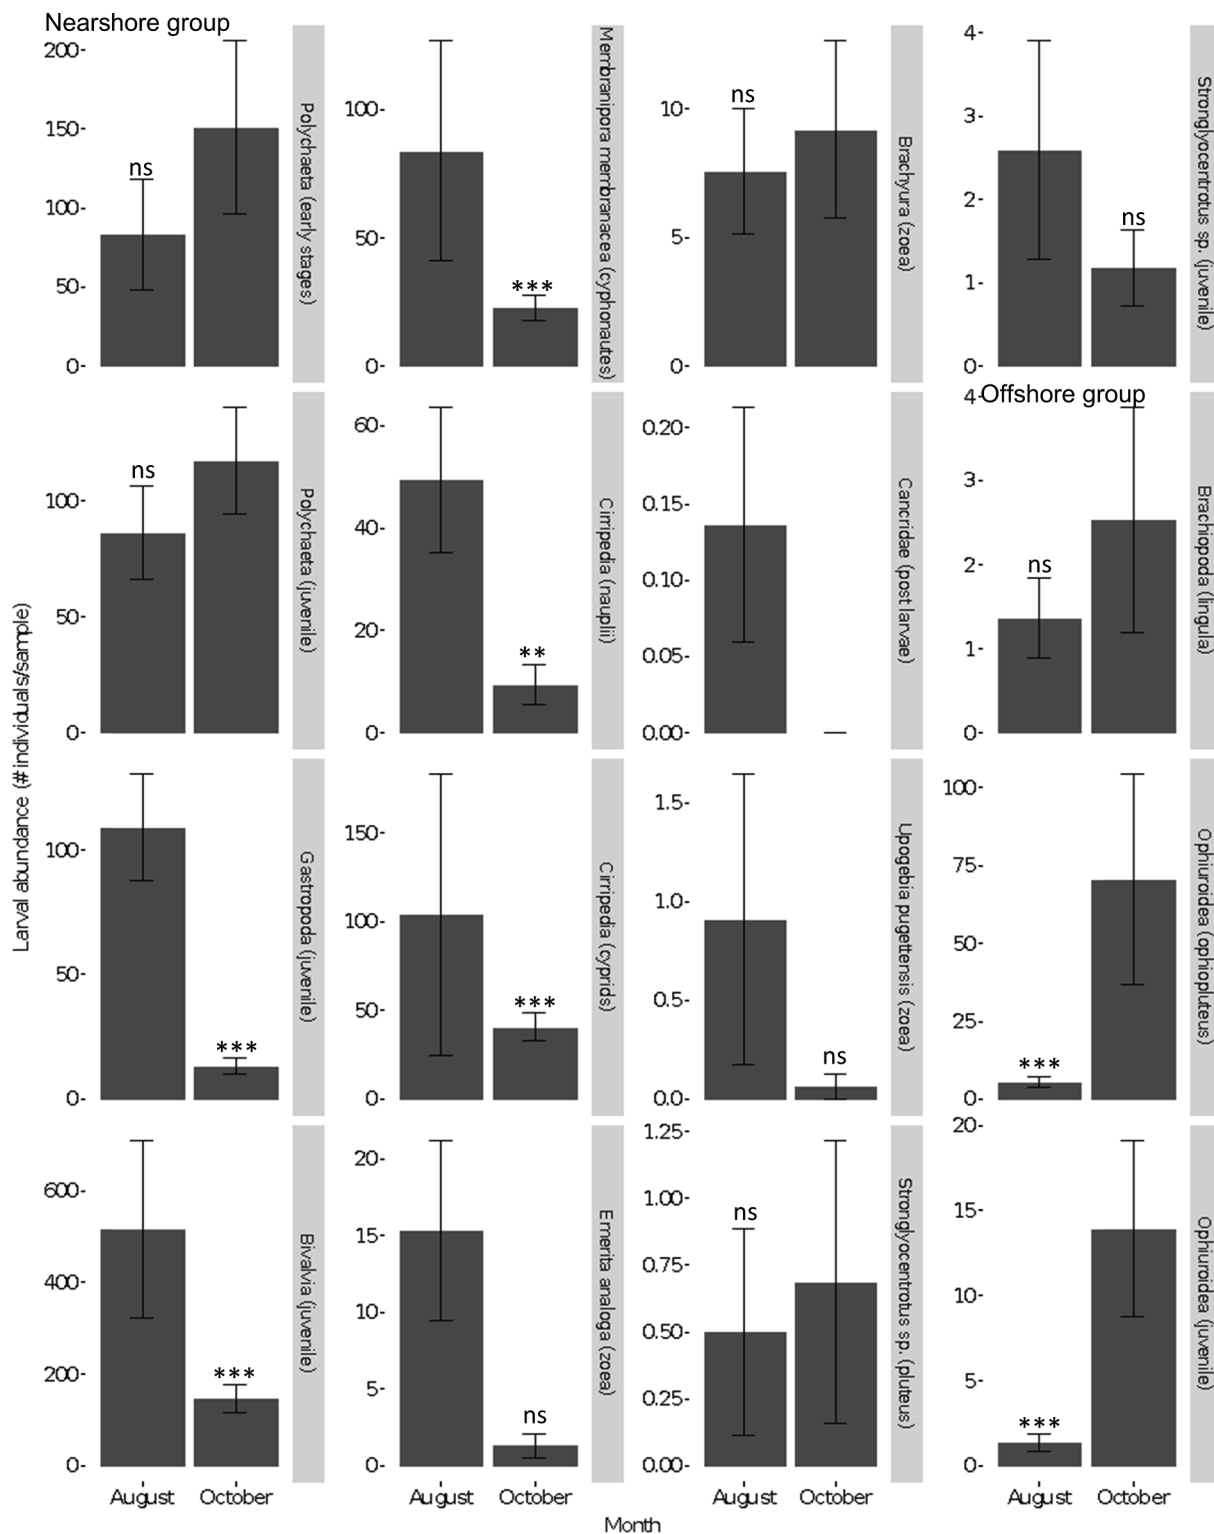 Nearshore group
200-
150-
100-
50-
0-
ns
Polychaeta (early stages)
100-
50-
0-
***
Membranipora membranacea (cyphonautes)
10-
5-
0-
ns
Brachyura (zoea)
4-
3-
2-
1-
0-
ns
Stronglyocentrotus sp. (juvenile)
Larval abundance (# individuals/sample)
100-
50-
0-
ns
Polychaeta (juvenile)
60-
40-
20-
0-
**
Cirripedia (nauplii)
0.20-
0.15-
0.10-
0.05-
0.00-
Cancridae (post larvae)
Offshore group
4-
3-
2-
1-
0-
ns
Brachiopoda (lingula)
100-
50-
0-
***
Gastropoda (juvenile)
150-
100-
50-
0-
***
Cirripedia (cyprids)
1.5-
1.0-
0.5-
0.0-
ns
Upogebia pugettensis (zoea)
100-
75-
50-
25-
0-
***
Ophiuroidea (ophiopluteus)
600-
400-
200-
0-
***
Bivalvia (juvenile)
20-
15-
10-
5-
0-
ns
Emerita analoga (zoea)
1.25-
1.00-
0.75-
0.50-
0.25-
0.00-
ns
Stronglyocentrotus sp. (pluteus)
20-
15-
10-
5-
0-
***
Ophiuroidea (juvenile)
August October August October August October August October
Month